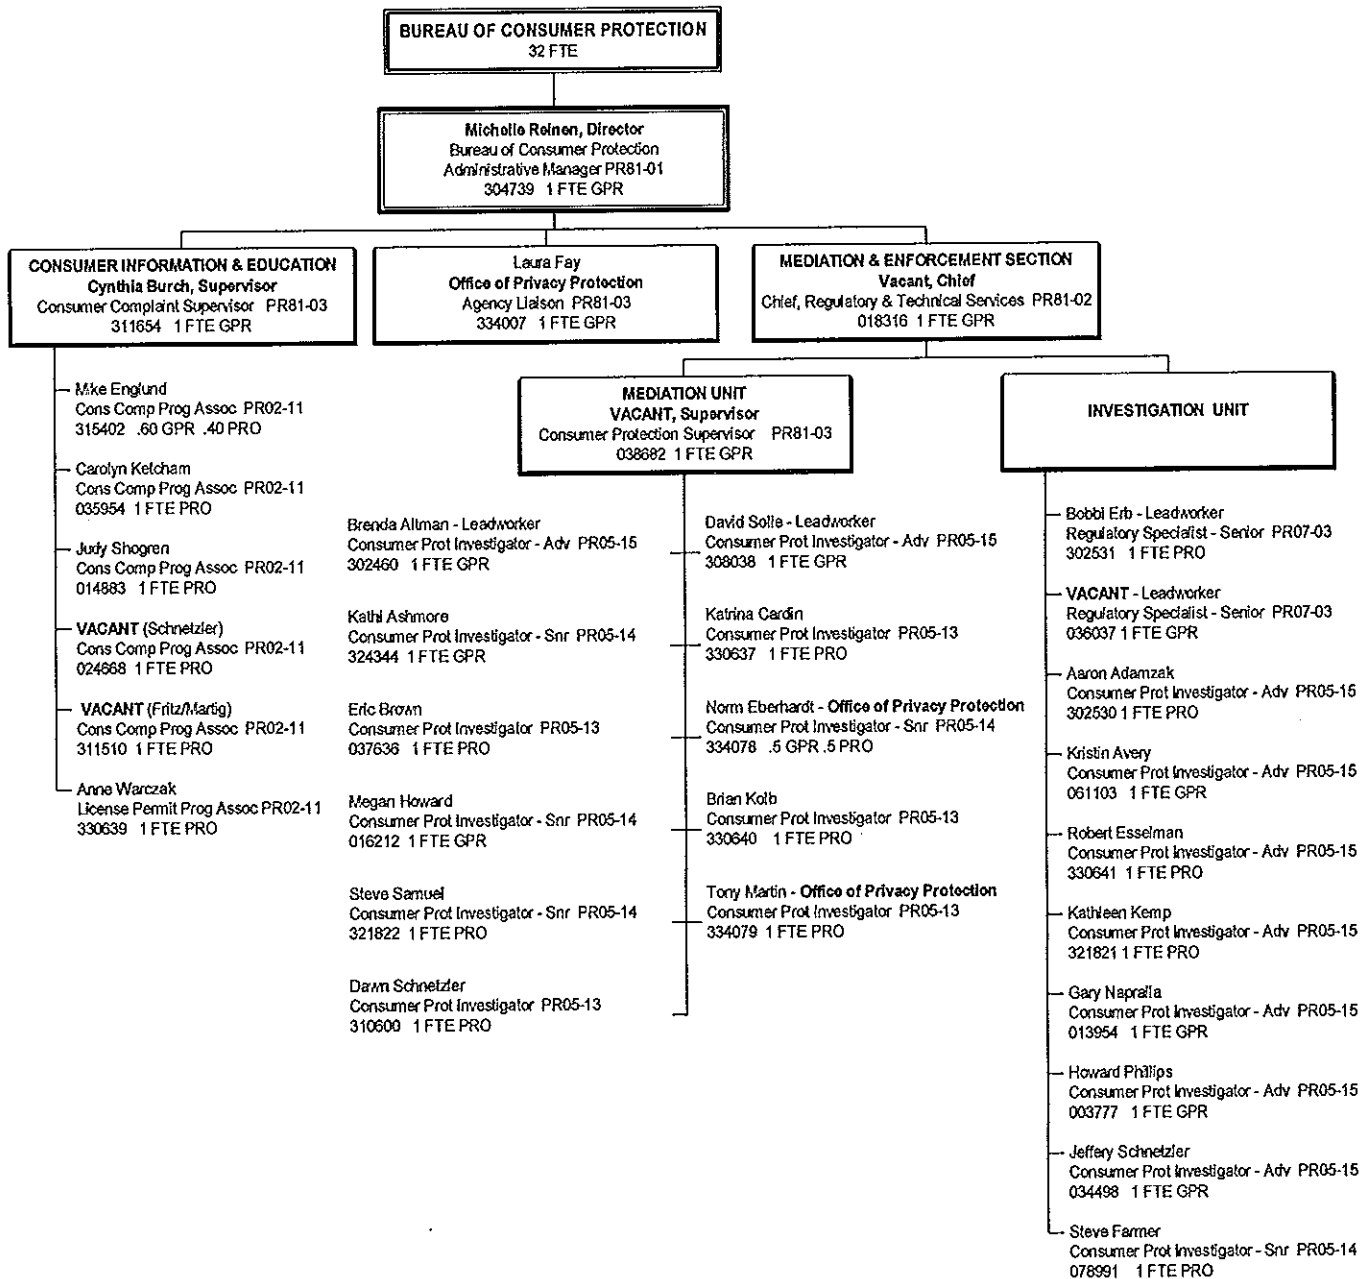 BUREAU OF CONSUMER PROTECTION
32 FTE
Michelle Reinen, Director
Bureau of Consumer Protection
Administrative Manager PR81-01
304739 1 FTE GPR
CONSUMER INFORMATION & EDUCATION
Cynthia Burch, Supervisor
Consumer Complaint Supervisor PR81-03
311654 1 FTE GPR
Laura Fay
Office of Privacy Protection
Agency Liaison PR81-03
334007 1 FTE GPR
MEDIATION & ENFORCEMENT SECTION
Vacant, Chief
Chief, Regulatory & Technical Services PR81-02
018316 1 FTE GPR
Mike Englund
Cons Comp Prog Assoc PR02-11
315402 .60 GPR .40 PRO
Carolyn Ketcham
Cons Comp Prog Assoc PR02-11
035954 1 FTE PRO
Judy Shogren
Cons Comp Prog Assoc PR02-11
014883 1 FTE PRO
VACANT (Schnetzler)
Cons Comp Prog Assoc PR02-11
024668 1 FTE PRO
VACANT (Fritz/Martig)
Cons Comp Prog Assoc PR02-11
311510 1 FTE PRO
Anne Warczak
License Permit Prog Assoc PR02-11
330639 1 FTE PRO
MEDIATION UNIT
VACANT, Supervisor
Consumer Protection Supervisor PR81-03
038682 1 FTE GPR
Brenda Altman - Leadworker
Consumer Prot Investigator - Adv PR05-15
302460 1 FTE GPR
Kathi Ashmore
Consumer Prot Investigator - Snr PR05-14
324344 1 FTE GPR
Eric Brown
Consumer Prot Investigator PR05-13
037636 1 FTE PRO
Megan Howard
Consumer Prot Investigator - Snr PR05-14
016212 1 FTE GPR
Steve Samuel
Consumer Prot Investigator - Snr PR05-14
321822 1 FTE PRO
Dawn Schnetzler
Consumer Prot Investigator PR05-13
310600 1 FTE PRO
David Solle - Leadworker
Consumer Prot Investigator - Adv PR05-15
308038 1 FTE GPR
Katrina Cardin
Consumer Prot Investigator PR05-13
330637 1 FTE PRO
Norm Eberhardt - Office of Privacy Protection
Consumer Prot Investigator - Snr PR05-14
334078 .5 GPR .5 PRO
Brian Kolb
Consumer Prot Investigator PR05-13
330640 1 FTE PRO
Tony Martin - Office of Privacy Protection
Consumer Prot Investigator PR05-13
334079 1 FTE PRO
INVESTIGATION UNIT
Bobbi Erb - Leadworker
Regulatory Specialist - Senior PR07-03
302531 1 FTE PRO
VACANT - Leadworker
Regulatory Specialist - Senior PR07-03
036037 1 FTE GPR
Aaron Adamzak
Consumer Prot Investigator - Adv PR05-15
302530 1 FTE PRO
Kristin Avery
Consumer Prot Investigator - Adv PR05-15
061103 1 FTE GPR
Robert Esselman
Consumer Prot Investigator - Adv PR05-15
330641 1 FTE PRO
Kathleen Kemp
Consumer Prot Investigator - Adv PR05-15
321821 1 FTE PRO
Gary Napralla
Consumer Prot Investigator - Adv PR05-15
013954 1 FTE GPR
Howard Phillips
Consumer Prot Investigator - Adv PR05-15
003777 1 FTE GPR
Jeffery Schnetzler
Consumer Prot Investigator - Adv PR05-15
034498 1 FTE GPR
Steve Farmer
Consumer Prot Investigator - Snr PR05-14
078991 1 FTE PRO